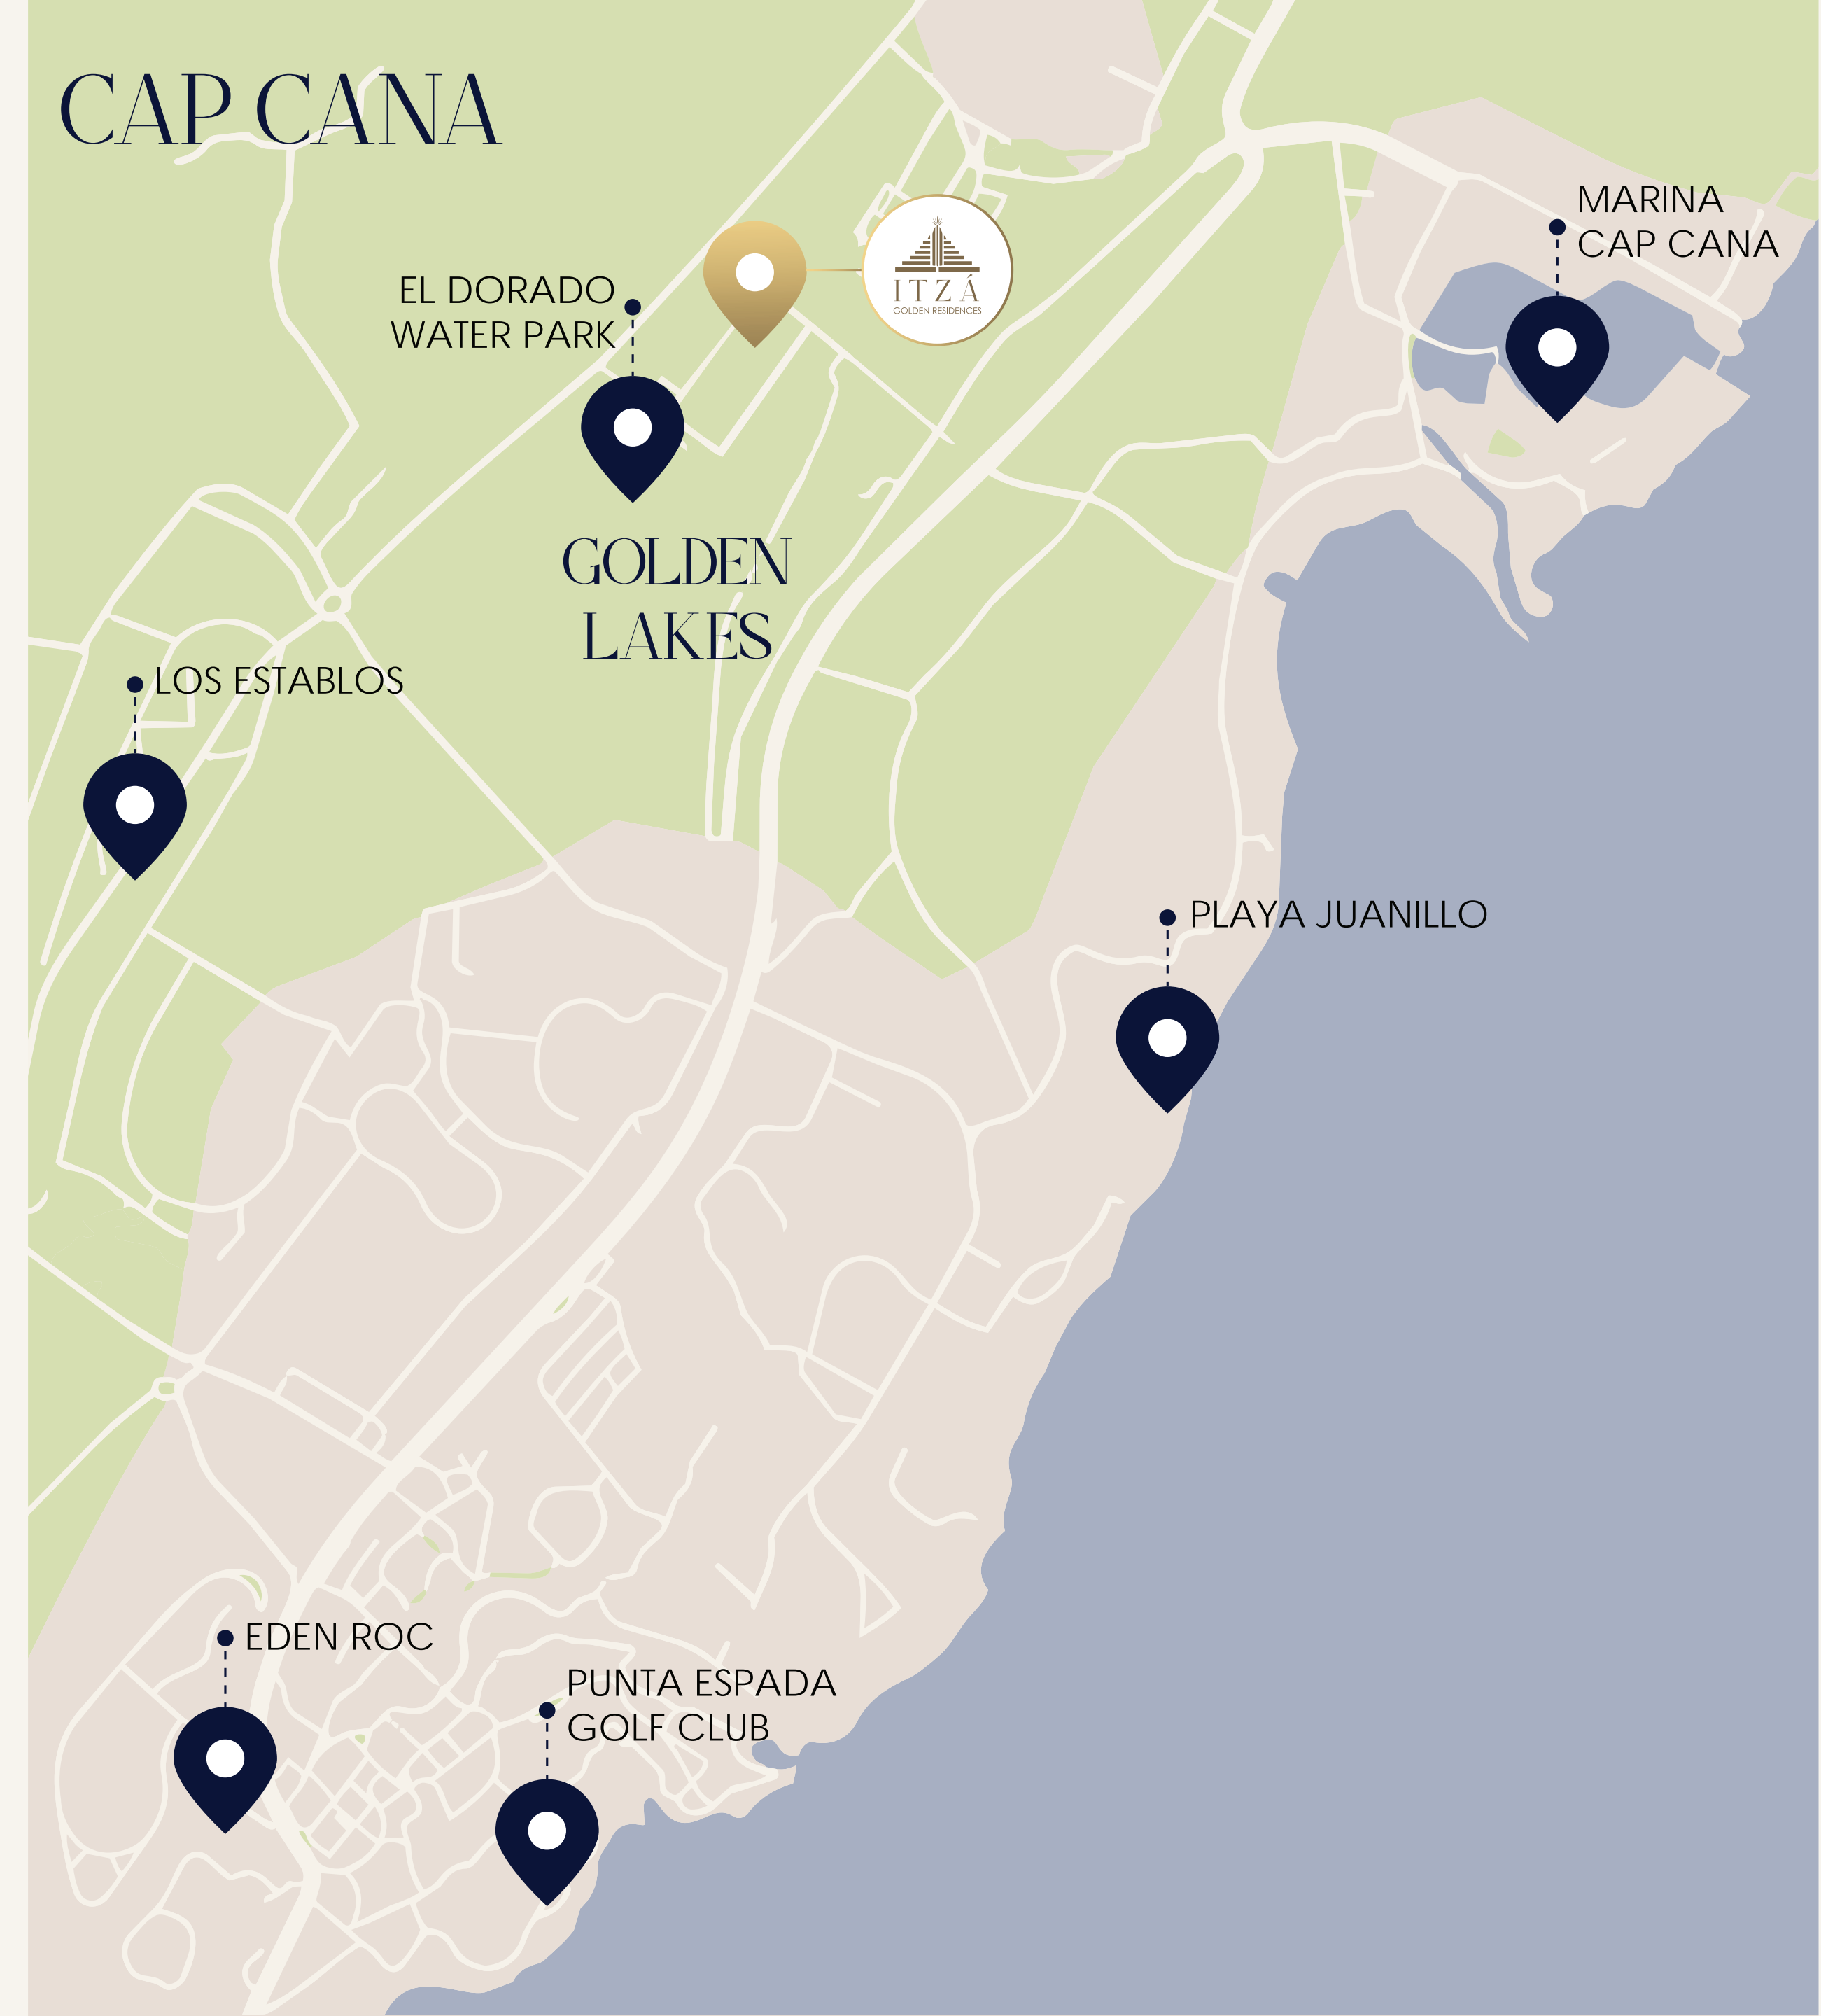 CAP CANA
MARINA
CAP CANA
EL DORADO
WATER PARK
ITZÁ
GOLDEN RESIDENCES
GOLDEN
LAKES
LOS ESTABLOS
PLAYA JUANILLO
EDEN ROC
PUNTA ESPADA
GOLF CLUB